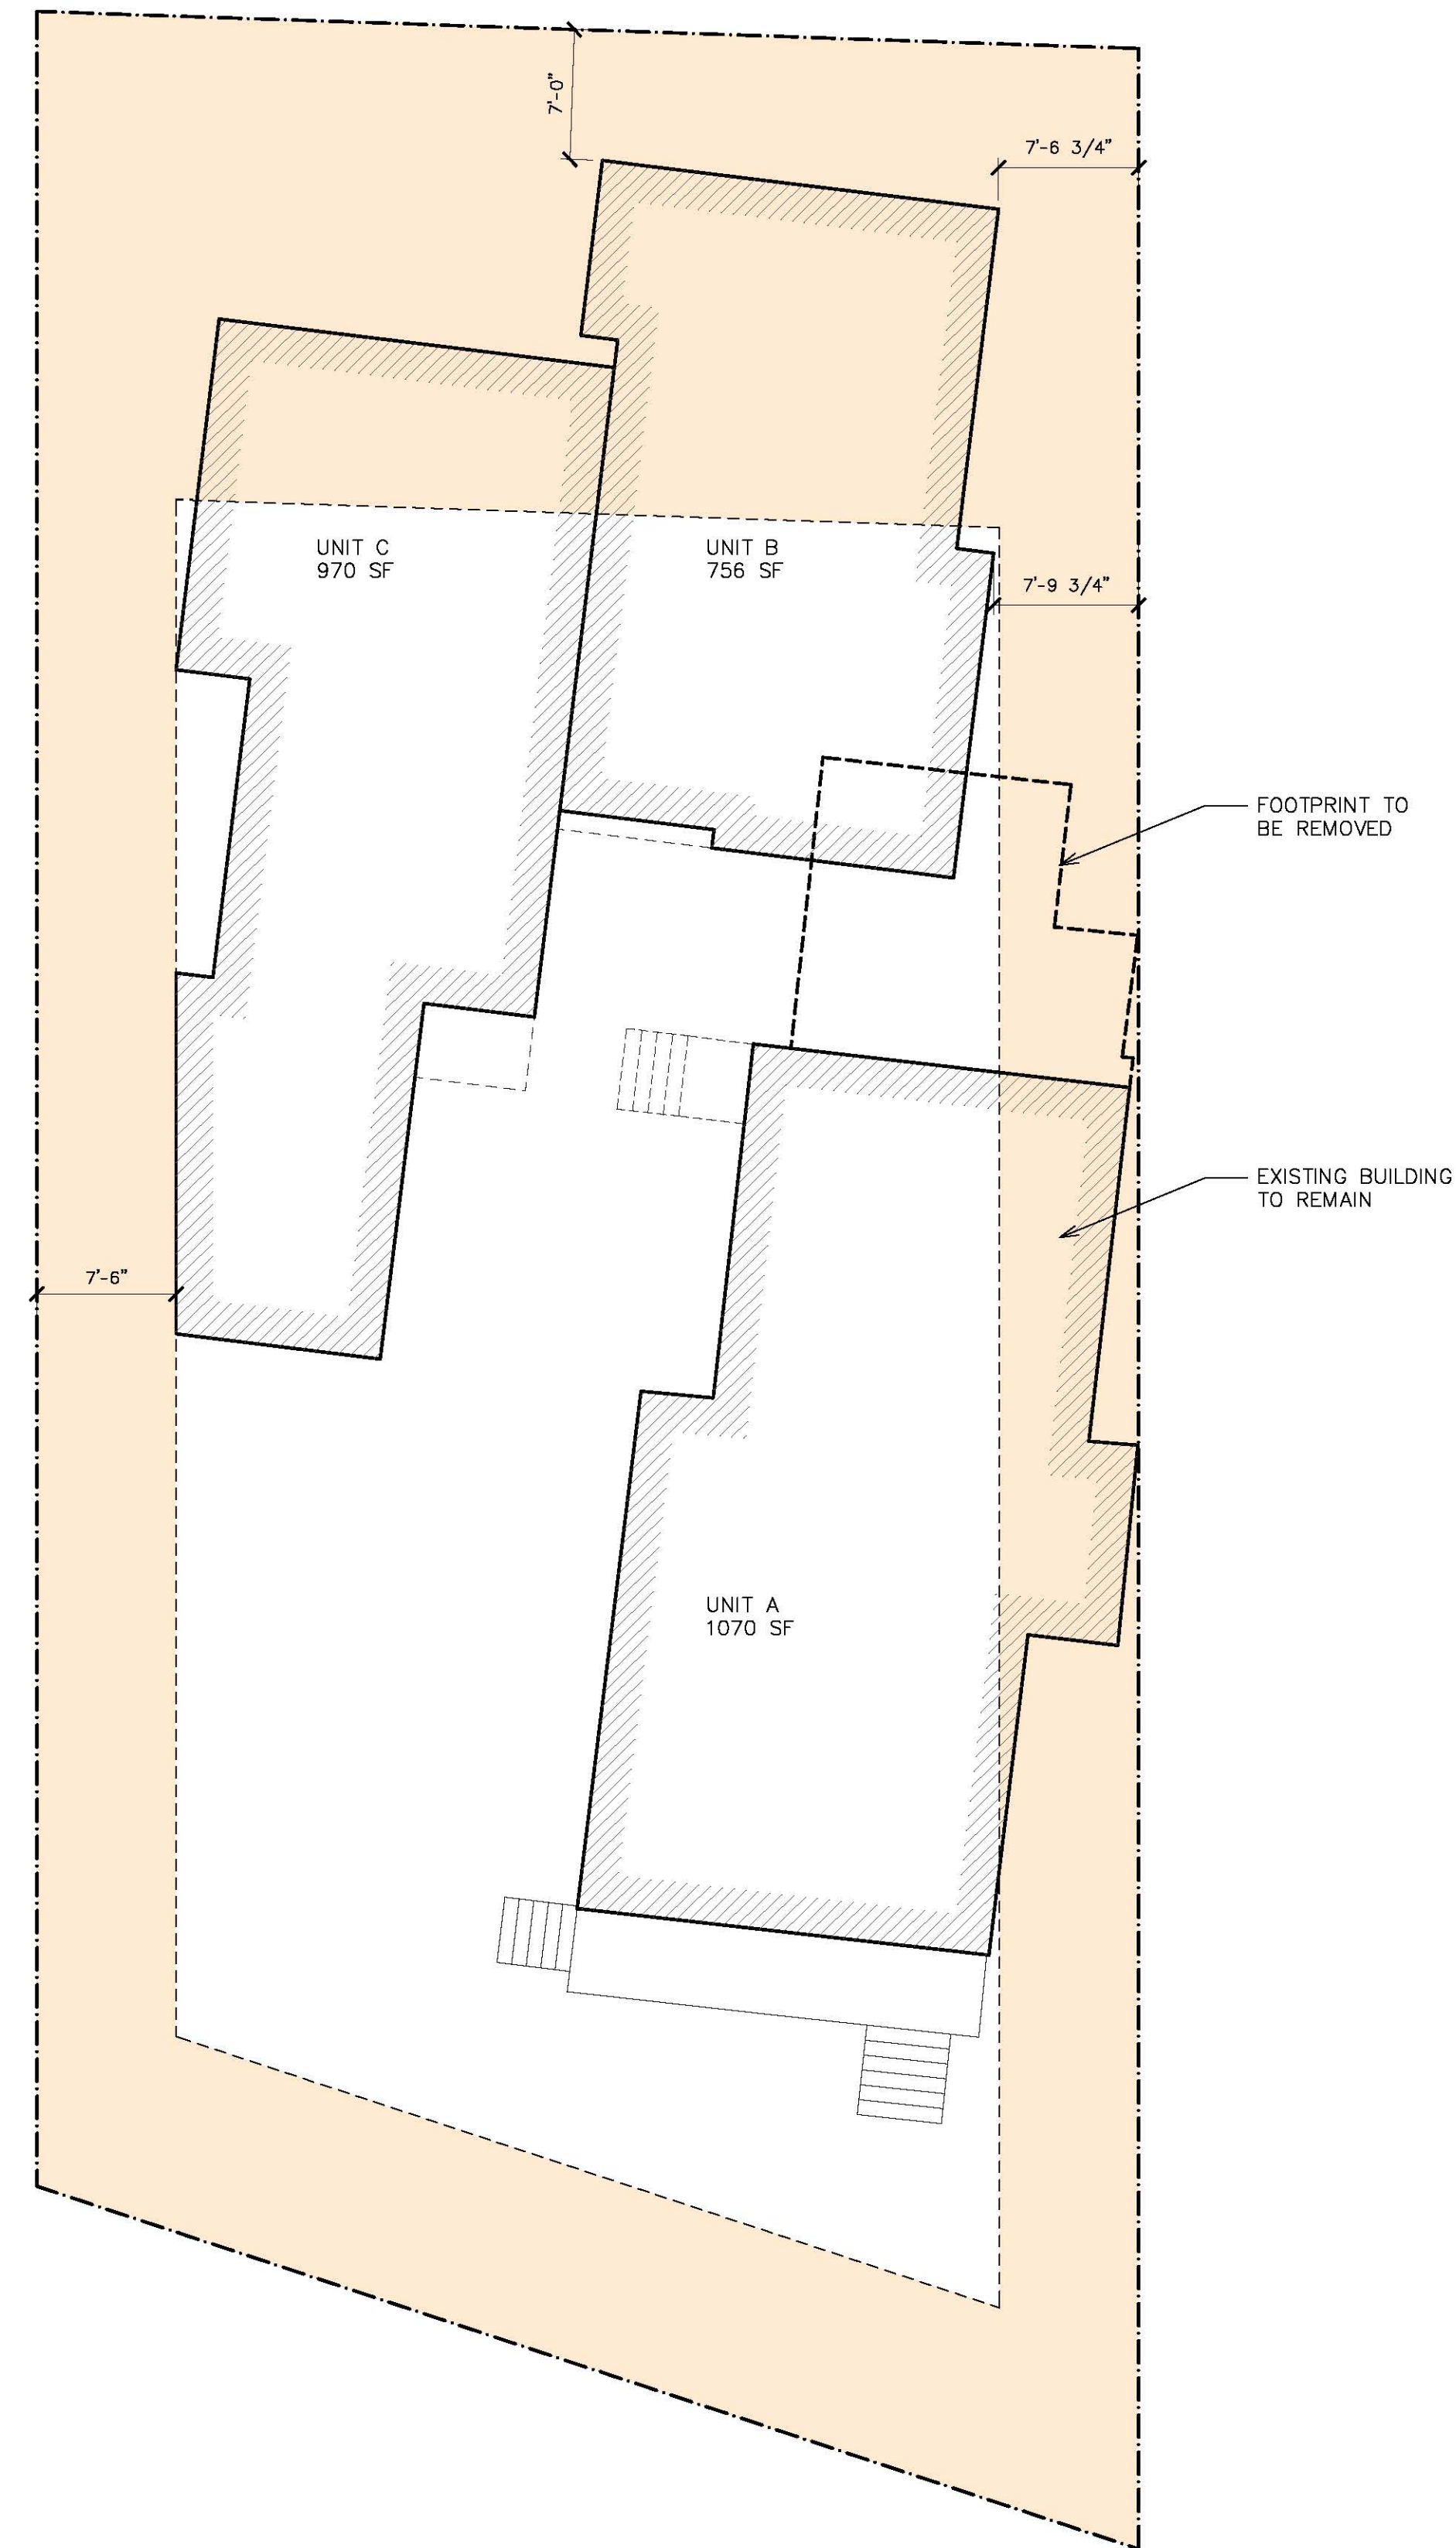 7'-0"
7'-6 3/4"
UNIT C
970 SF
UNIT B
756 SF
7'-9 3/4"
FOOTPRINT TO
BE REMOVED
EXISTING BUILDING
TO REMAIN
7'-6"
UNIT A
1070 SF